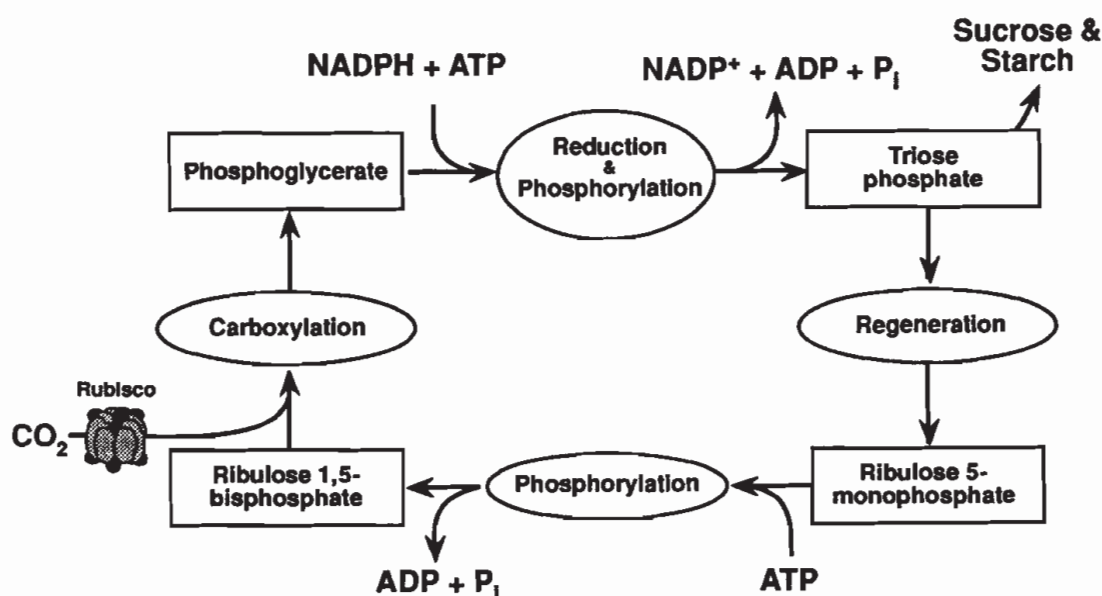 Sucrose &
Starch
NADPH + ATP
NADP+ + ADP + Pi
Phosphoglycerate
Reduction
&
Phosphorylation
Triose
phosphate
Carboxylation
Regeneration
Rubisco
CO2
Ribulose 1,5-
bisphosphate
Phosphorylation
Ribulose 5-
monophosphate
ADP + Pi
ATP